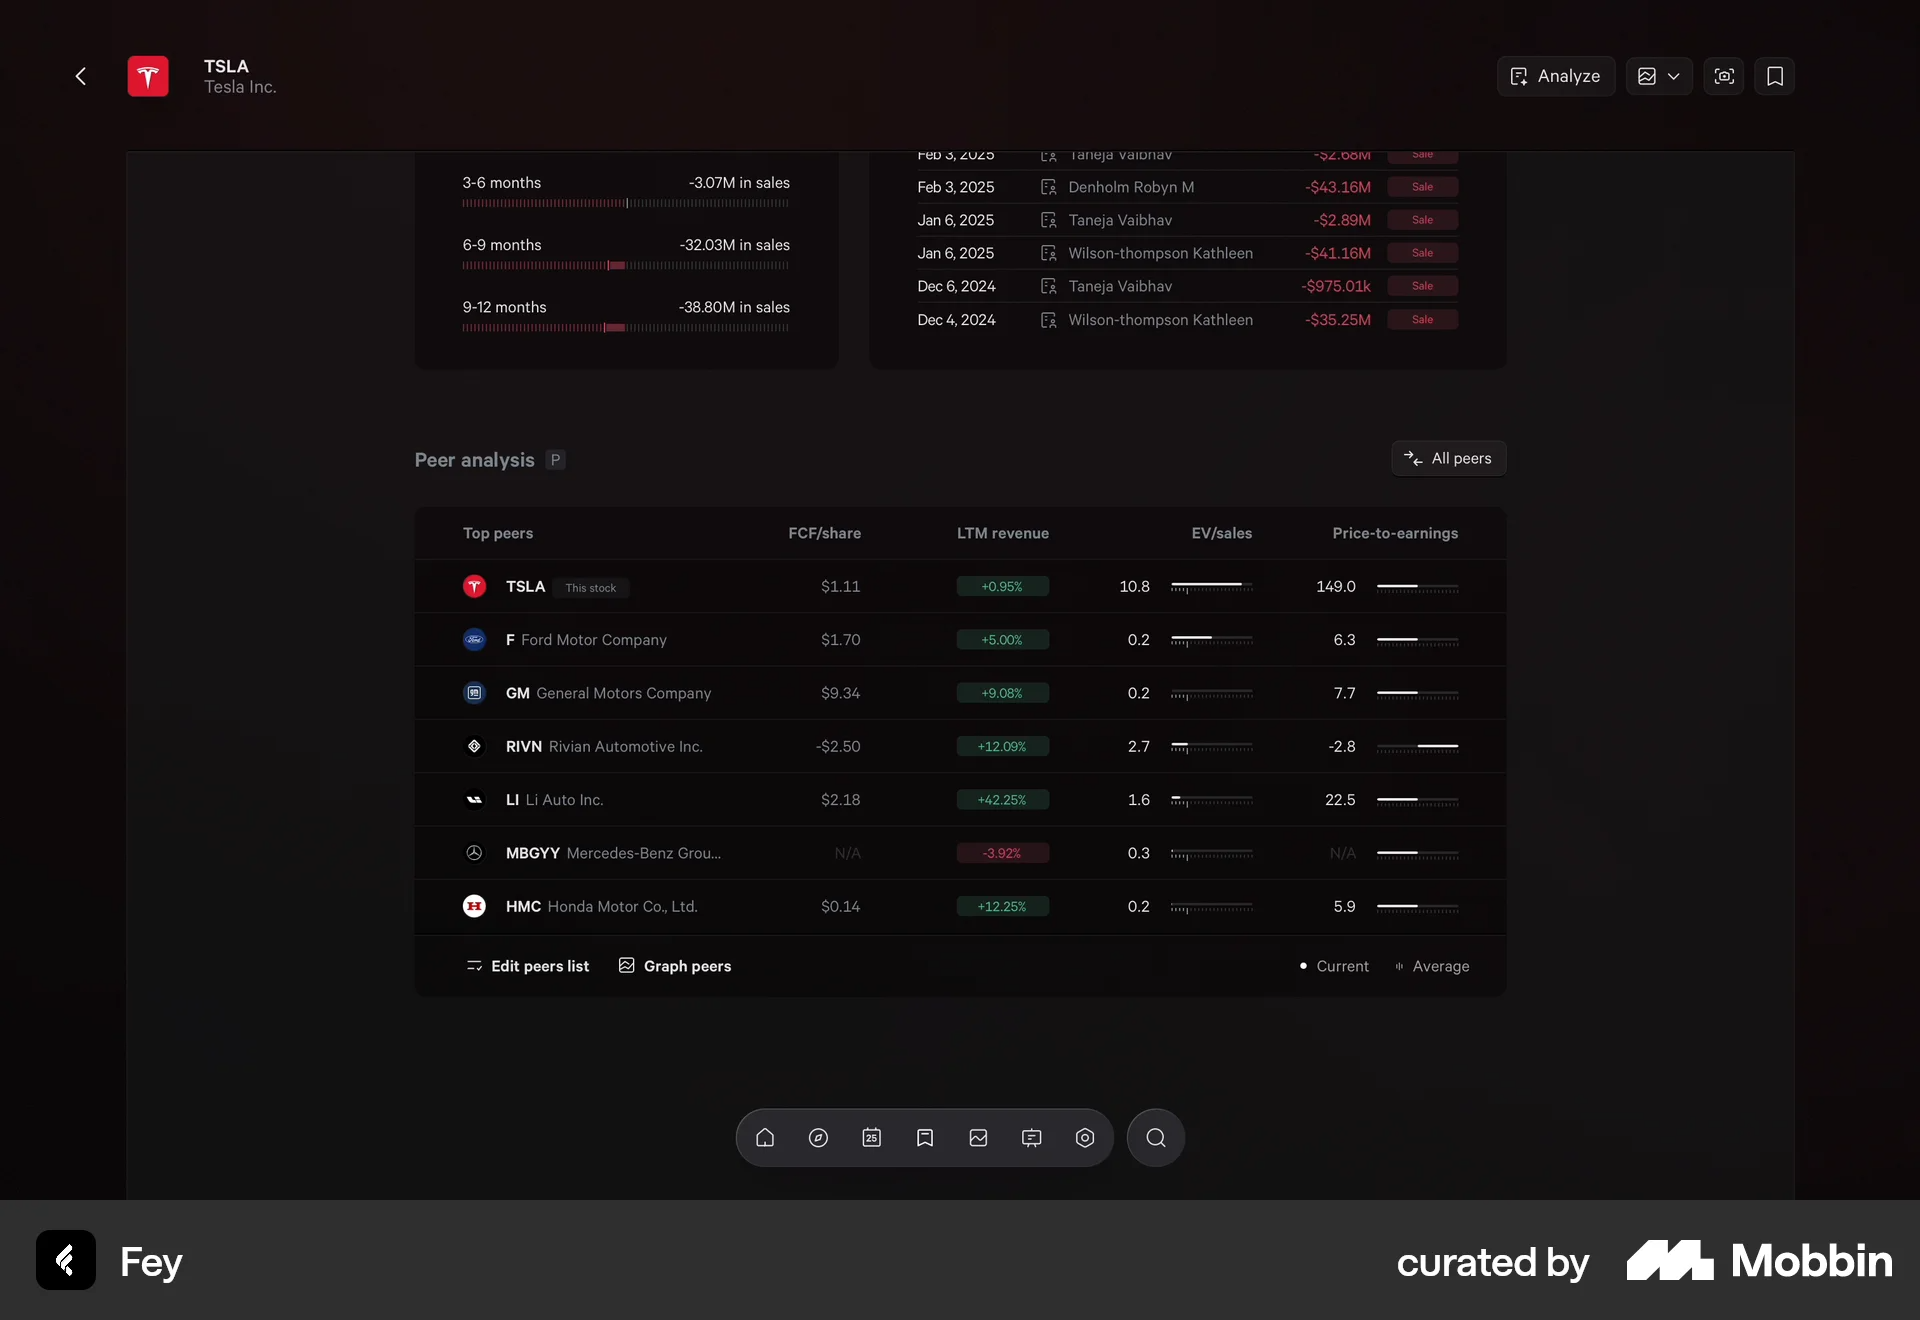 TSLA
Tesla Inc.
Analyze
3-6 months -3.07M in sales
6-9 months -32.03M in sales
9-12 months -38.80M in sales
Feb 3, 2025 Taneja Vaibhav -$2.68M Sale
Feb 3, 2025 Denholm Robyn M -$43.16M Sale
Jan 6, 2025 Taneja Vaibhav -$2.89M Sale
Jan 6, 2025 Wilson-thompson Kathleen -$41.16M Sale
Dec 6, 2024 Taneja Vaibhav -$975.01k Sale
Dec 4, 2024 Wilson-thompson Kathleen -$35.25M Sale
Peer analysis P
All peers
Top peers FCF/share LTM revenue EV/sales Price-to-earnings
TSLA This stock $1.11 +0.95% 10.8 149.0
F Ford Motor Company $1.70 +5.00% 0.2 6.3
GM General Motors Company $9.34 +9.08% 0.2 7.7
RIVN Rivian Automotive Inc. -$2.50 +12.09% 2.7 -2.8
LI Li Auto Inc. $2.18 +42.25% 1.6 22.5
MBGYY Mercedes-Benz Grou... N/A -3.92% 0.3 N/A
HMC Honda Motor Co., Ltd. $0.14 +12.25% 0.2 5.9
Edit peers list Graph peers Current Average
25
Fey
curated by Mobbin